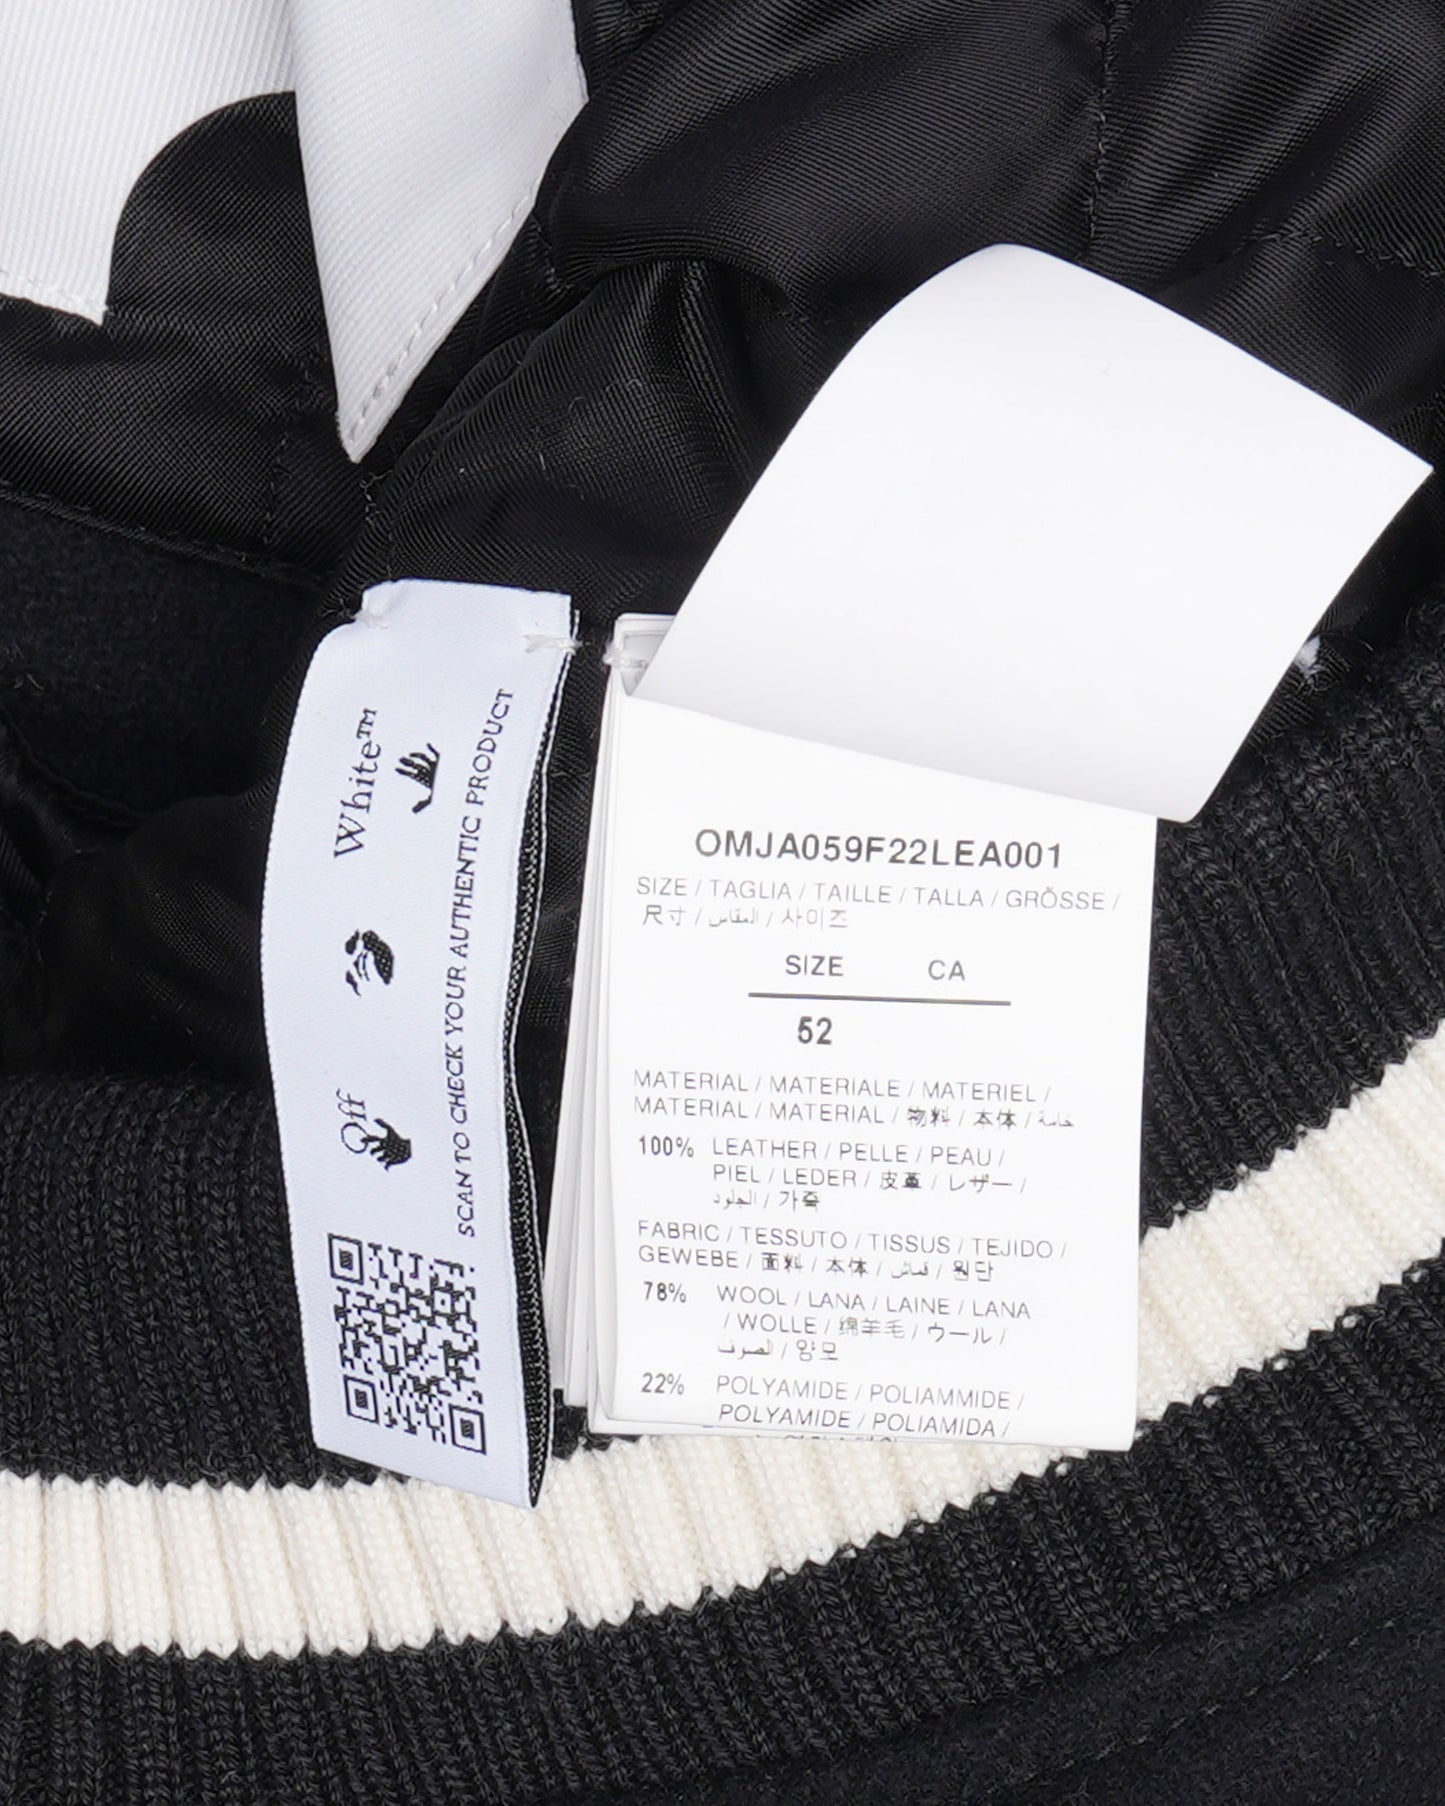 Off White™
SCAN TO CHECK YOUR AUTHENTIC PRODUCT
OMJA059F22LEA001
SIZE / TAGLIA / TAILLE / TALLA / GRÖSSE /
尺寸 / المقاس / 사이즈
SIZE CA
52
MATERIAL / MATERIALE / MATERIEL /
MATERIAL / MATERIAL / 物料 / 本体 / خامة
100% LEATHER / PELLE / PEAU /
PIEL / LEDER / 皮革 / レザー /
الجلود / 가죽
FABRIC / TESSUTO / TISSUS / TEJIDO /
GEWEBE / 面料 / 本体 / قماش / 원단
78% WOOL / LANA / LAINE / LANA
/ WOLLE / 绵羊毛 / ウール /
الصوف / 양모
22% POLYAMIDE / POLIAMMIDE /
POLYAMIDE / POLIAMIDA /